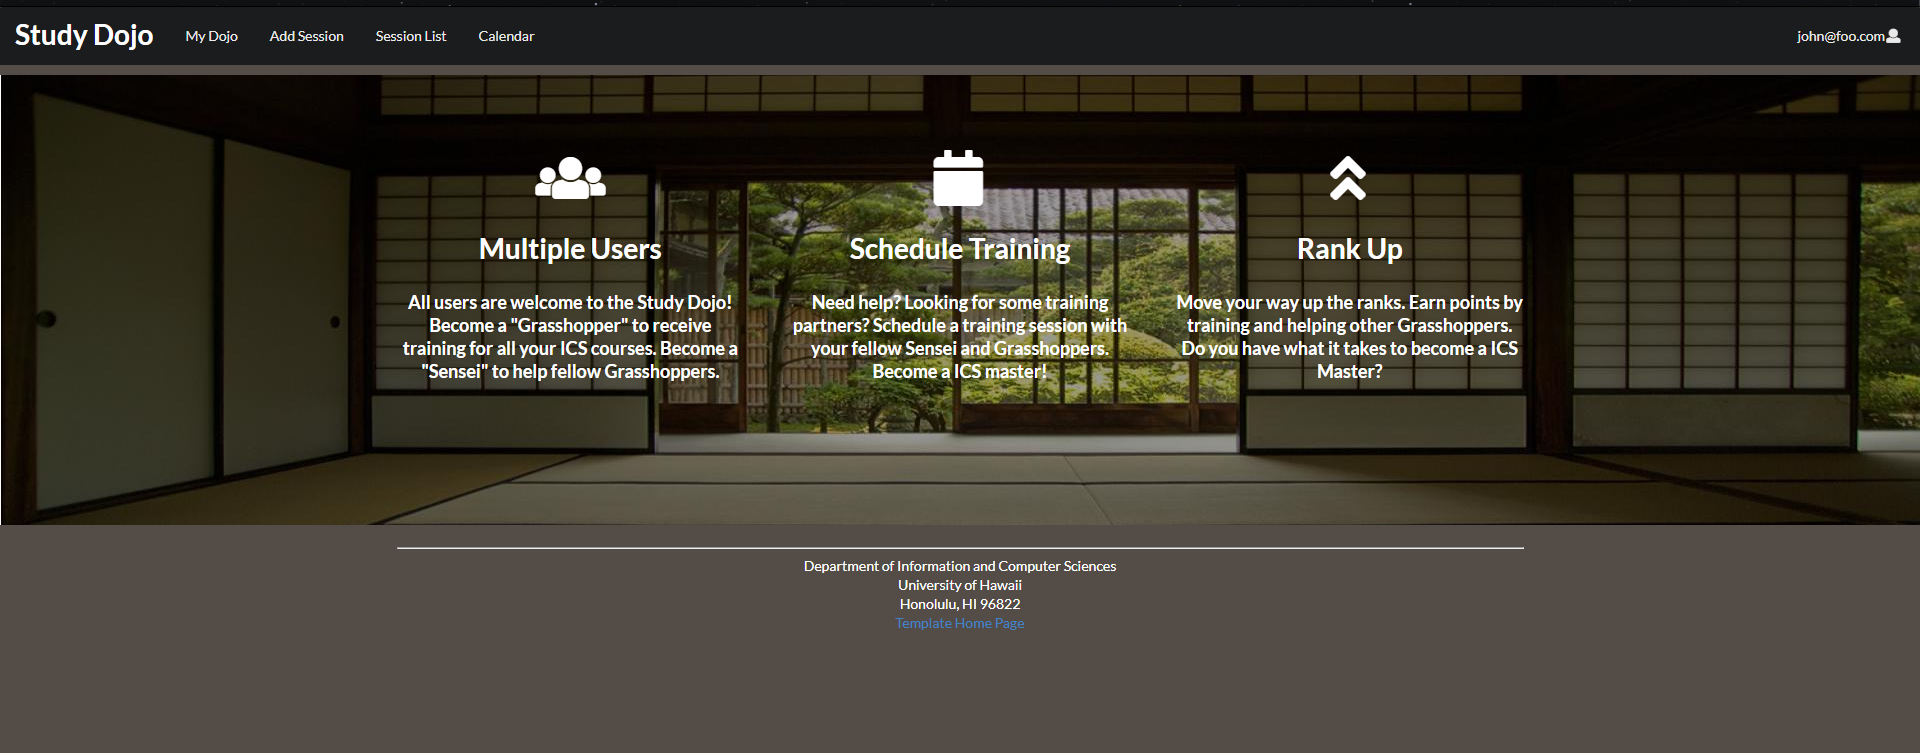 Study Dojo
My Dojo
Add Session
Session List
Calendar
john@foo.com
Multiple Users
All users are welcome to the Study Dojo!
Become a "Grasshopper" to receive
training for all your ICS courses. Become a
"Sensei" to help fellow Grasshoppers.
Schedule Training
Need help? Looking for some training
partners? Schedule a training session with
your fellow Sensei and Grasshoppers.
Become a ICS master!
Rank Up
Move your way up the ranks. Earn points by
training and helping other Grasshoppers.
Do you have what it takes to become a ICS
Master?
Department of Information and Computer Sciences
University of Hawaii
Honolulu, HI 96822
Template Home Page